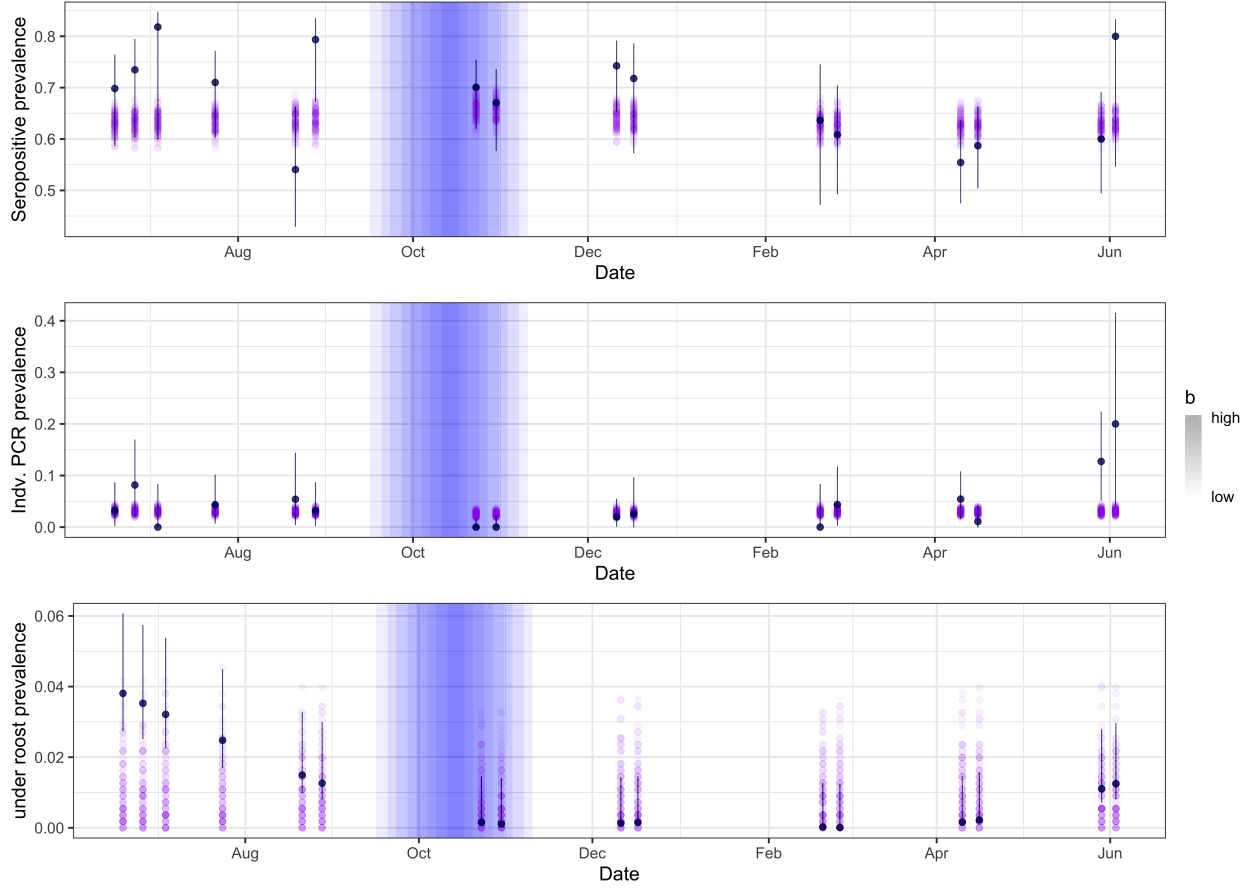 Seropositive prevalence
0.8
0.7
0.6
0.5
Aug Oct Dec Feb Apr Jun
Date
Indv. PCR prevalence
0.4
0.3
0.2
0.1
0.0
Aug Oct Dec Feb Apr Jun
Date
b
high
low
under roost prevalence
0.06
0.04
0.02
0.00
Aug Oct Dec Feb Apr Jun
Date